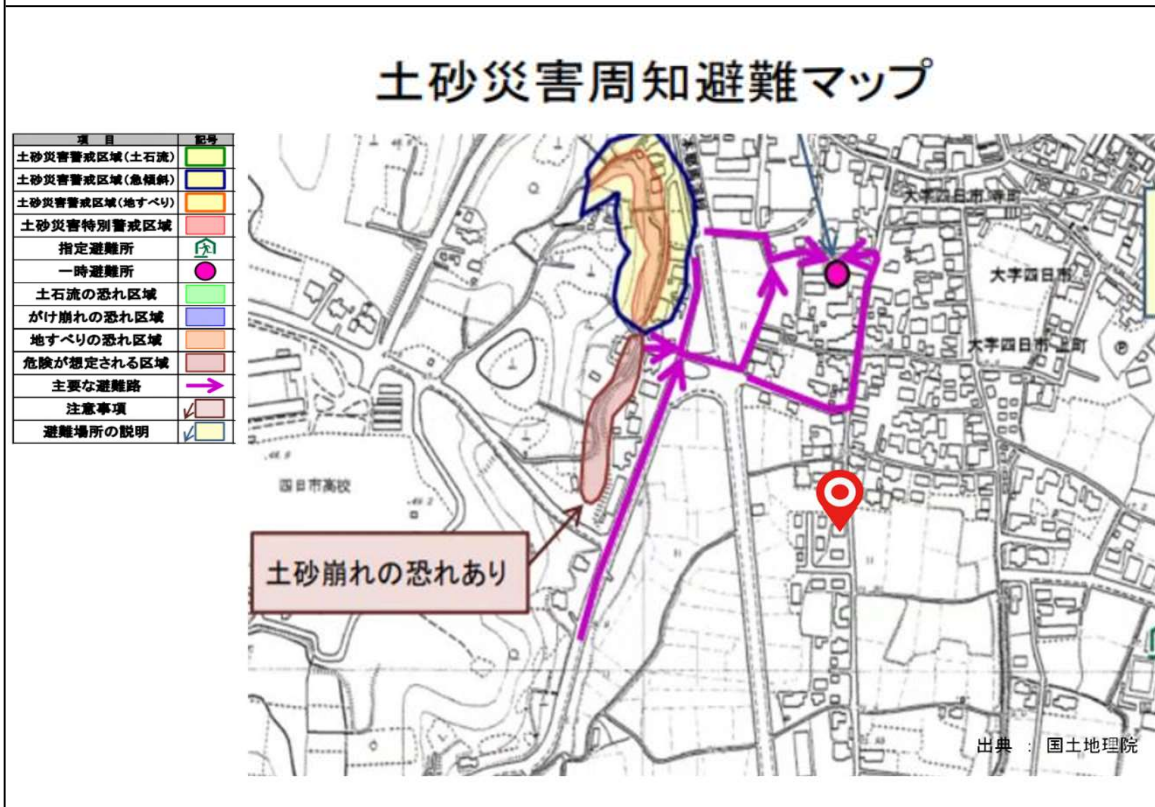 土砂災害周知避難マップ
項　目　記号
土砂災害警戒区域(土石流)
土砂災害警戒区域(急傾斜)
土砂災害警戒区域(地すべり)
土砂災害特別警戒区域
指定避難所
一時避難所
土石流の恐れ区域
がけ崩れの恐れ区域
地すべりの恐れ区域
危険が想定される区域
主要な避難路
注意事項
避難場所の説明
大字四日市 寺町
大字四日市
大字四日市 上町
四日市高校
土砂崩れの恐れあり
出典　:　国土地理院